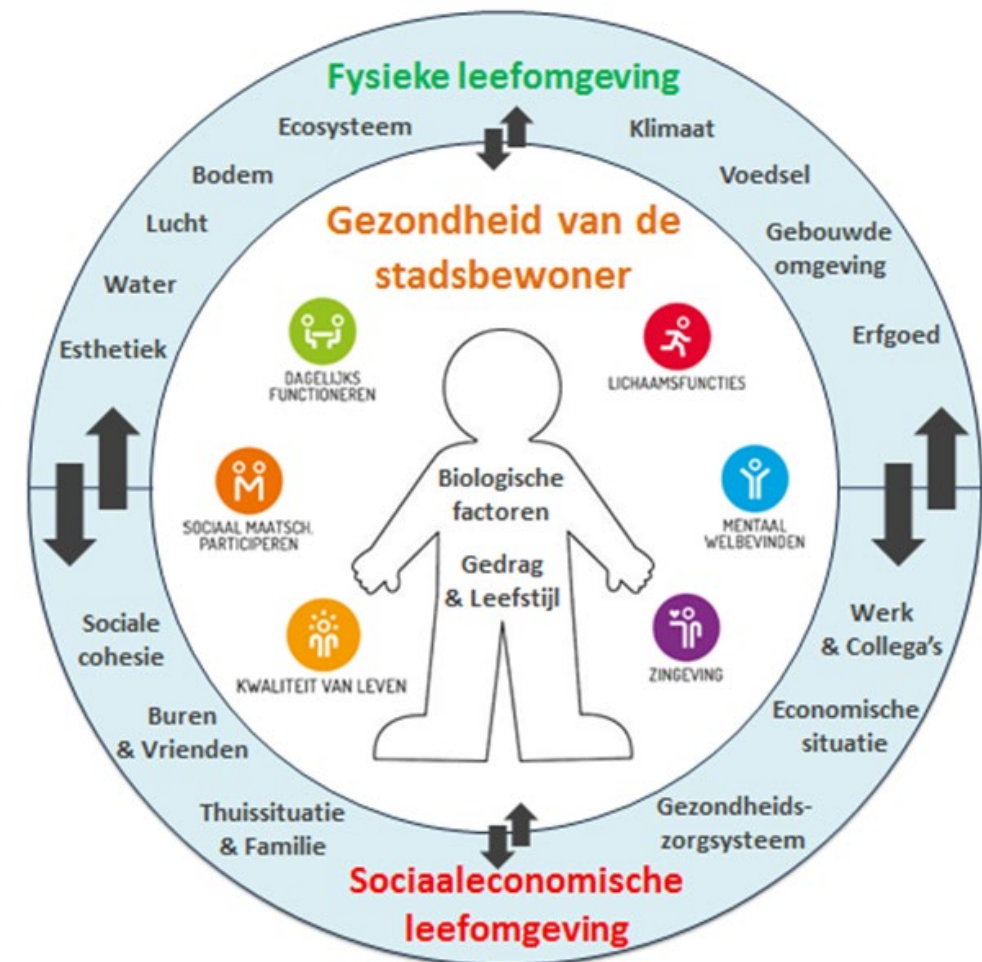 Fysieke leefomgeving
Ecosysteem
Klimaat
Bodem
Voedsel
Lucht
Gebouwde
omgeving
Water
Erfgoed
Esthetiek
Gezondheid van de
stadsbewoner
DAGELIJKS
FUNCTIONEREN
LICHAAMSFUNCTIES
SOCIAAL MAATSCH.
PARTICIPEREN
MENTAAL
WELBEVINDEN
KWALITEIT VAN LEVEN
ZINGEVING
Biologische
factoren
Gedrag
& Leefstijl
Sociale
cohesie
Werk
& Collega's
Buren
& Vrienden
Economische
situatie
Thuissituatie
& Familie
Gezondheids-
zorgsysteem
Sociaaleconomische
leefomgeving